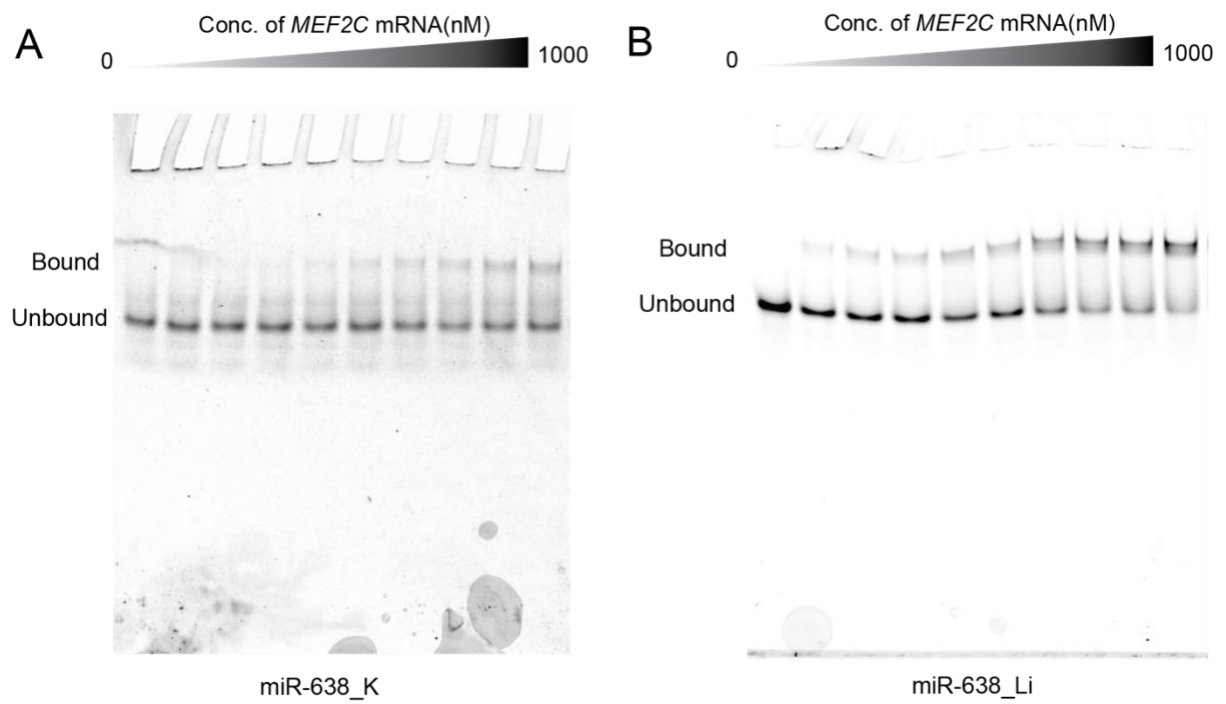 A
Conc. of MEF2C mRNA(nM)
0
1000
Bound
Unbound
miR-638_K
B
Conc. of MEF2C mRNA(nM)
0
1000
Bound
Unbound
miR-638_Li